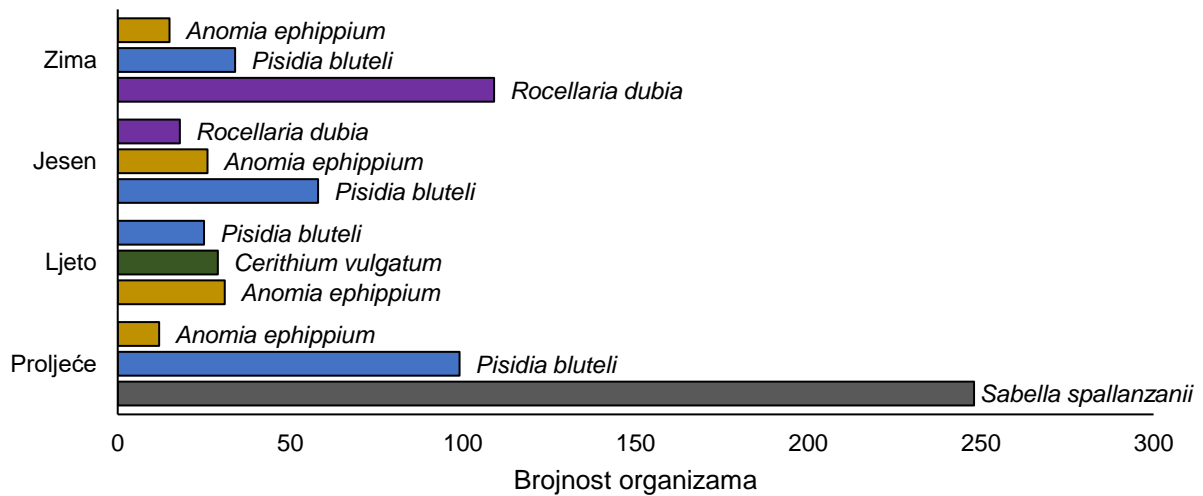 Anomia ephippium
Zima
Pisidia bluteli
Rocellaria dubia
Rocellaria dubia
Jesen
Anomia ephippium
Pisidia bluteli
Pisidia bluteli
Ljeto
Cerithium vulgatum
Anomia ephippium
Anomia ephippium
Proljeće
Pisidia bluteli
Sabella spallanzanii
0 50 100 150 200 250 300
Brojnost organizama